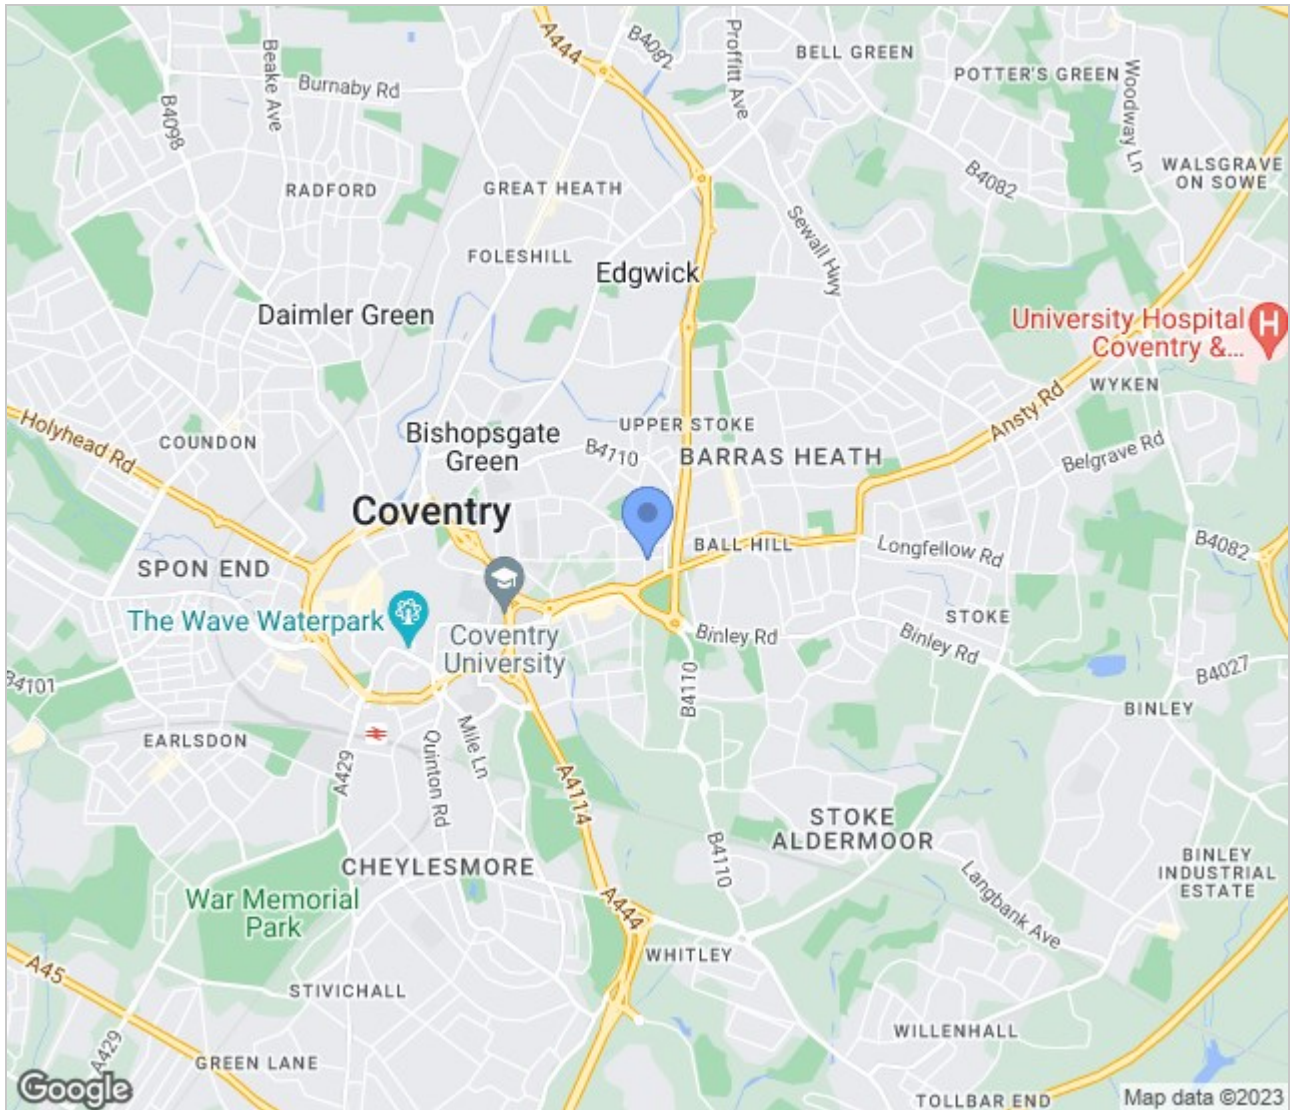 A444
B4082
Proffitt Ave
BELL GREEN
POTTER'S GREEN
Beake Ave
Burnaby Rd
B4098
Woodway Ln
WALSGRAVE
ON SOWE
RADFORD
GREAT HEATH
B4082
Sewall Hwy
FOLESHILL
Edgwick
Daimler Green
University Hospital
Coventry &...
H
WYKEN
Holyhead Rd
COUNDON
Bishopsgate
Green
UPPER STOKE
B4110
BARRAS HEATH
Ansty Rd
Belgrave Rd
Coventry
SPON END
BALL HILL
Longfellow Rd
B4082
The Wave Waterpark
Coventry
University
STOKE
Binley Rd
Binley Rd
B4027
B4101
B4110
BINLEY
EARLSDON
A429
Quinton Rd
Mile Ln
A4114
STOKE
ALDERMOOR
B4110
CHEYLESMORE
BINLEY
INDUSTRIAL
ESTATE
War Memorial
Park
A444
Langbank Ave
WHITLEY
A45
STIVICHALL
WILLENHALL
A429
GREEN LANE
Google
TOLLBAR END
Map data ©2023